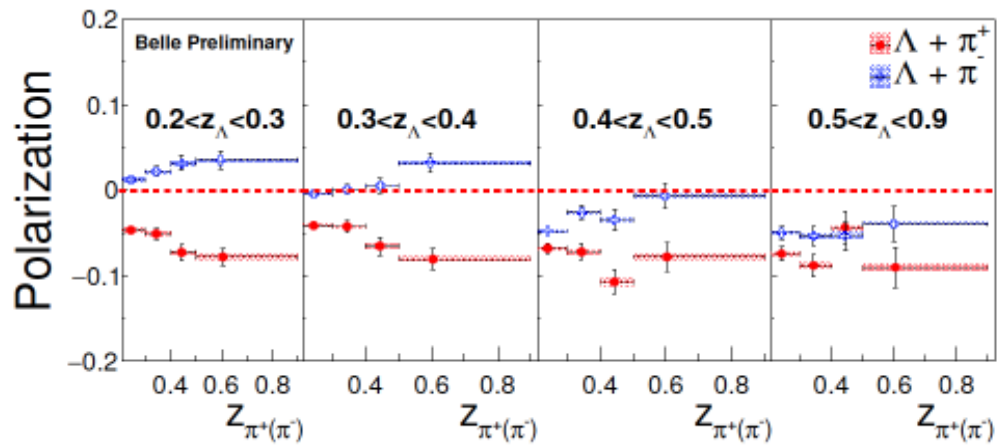 Polarization
0.2
0.1
0
−0.1
−0.2
Belle Preliminary
Λ + π⁺
Λ + π⁻
0.2<z_Λ<0.3
0.3<z_Λ<0.4
0.4<z_Λ<0.5
0.5<z_Λ<0.9
0.4 0.6 0.8
0.4 0.6 0.8
0.4 0.6 0.8
0.4 0.6 0.8
z_π⁺(π⁻)
z_π⁺(π⁻)
z_π⁺(π⁻)
z_π⁺(π⁻)